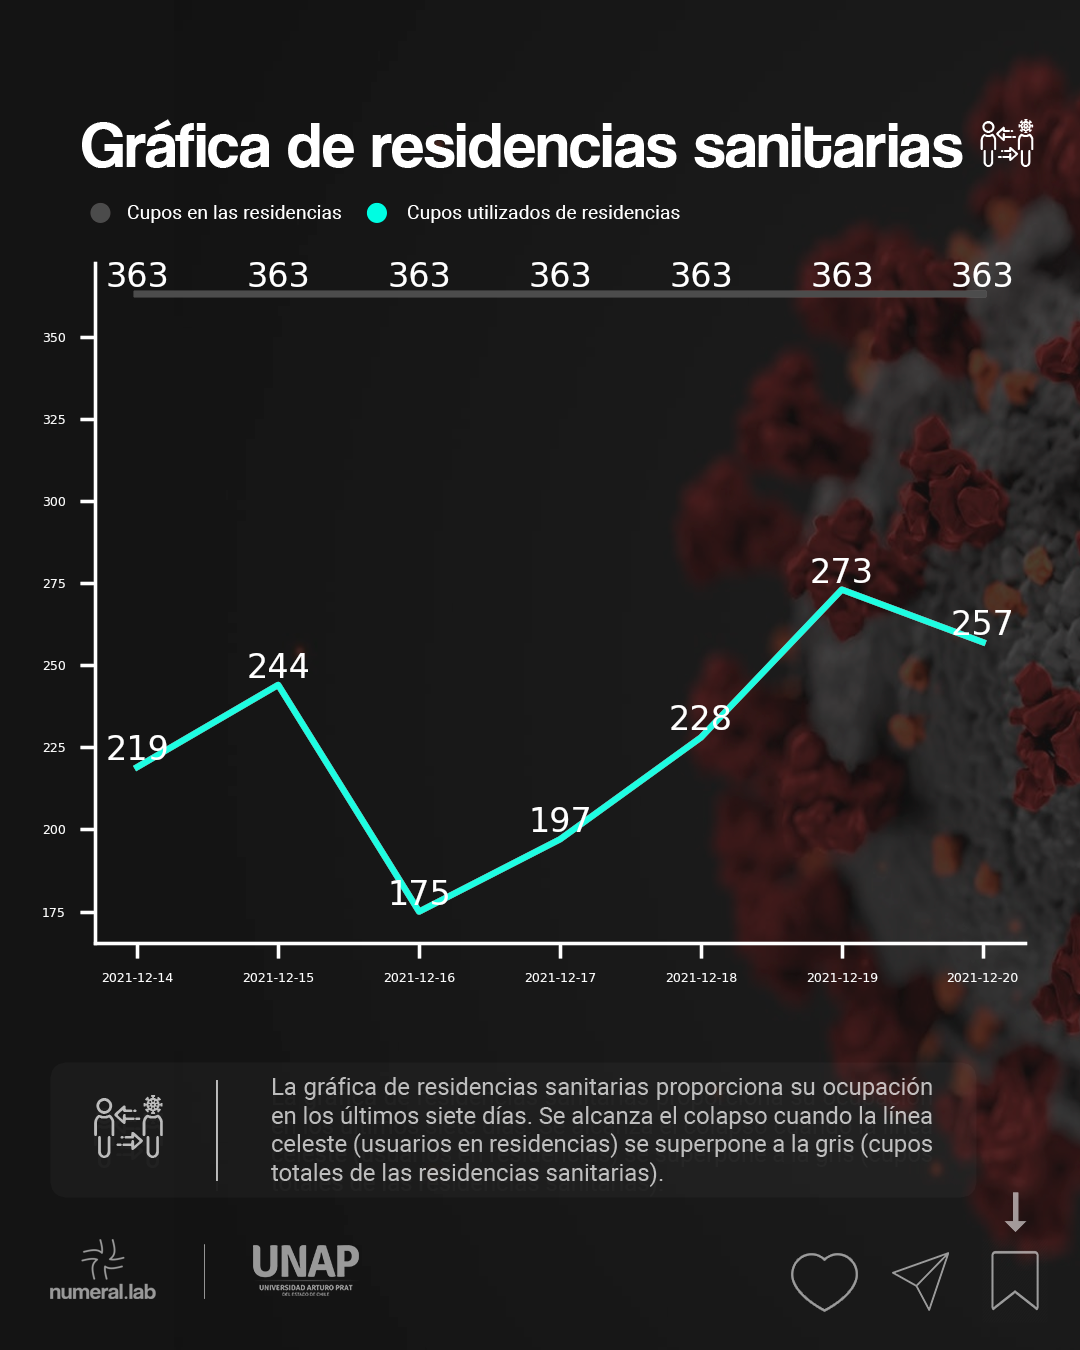 Gráfica de residencias sanitarias
Cupos en las residencias Cupos utilizados de residencias
363 363 363 363 363 363 363
350
325
300
275
273
257
250
244
228
225
219
200
197
175
175
2021-12-14 2021-12-15 2021-12-16 2021-12-17 2021-12-18 2021-12-19 2021-12-20
La gráfica de residencias sanitarias proporciona su ocupación
en los últimos siete días. Se alcanza el colapso cuando la línea
celeste (usuarios en residencias) se superpone a la gris (cupos
totales de las residencias sanitarias).
numeral.lab
UNAP
UNIVERSIDAD ARTURO PRAT
DEL ESTADO DE CHILE